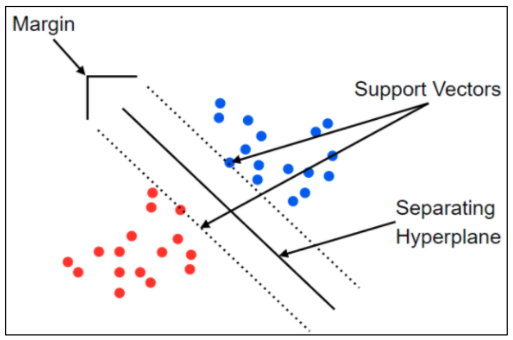 Margin
Support Vectors
Separating
Hyperplane